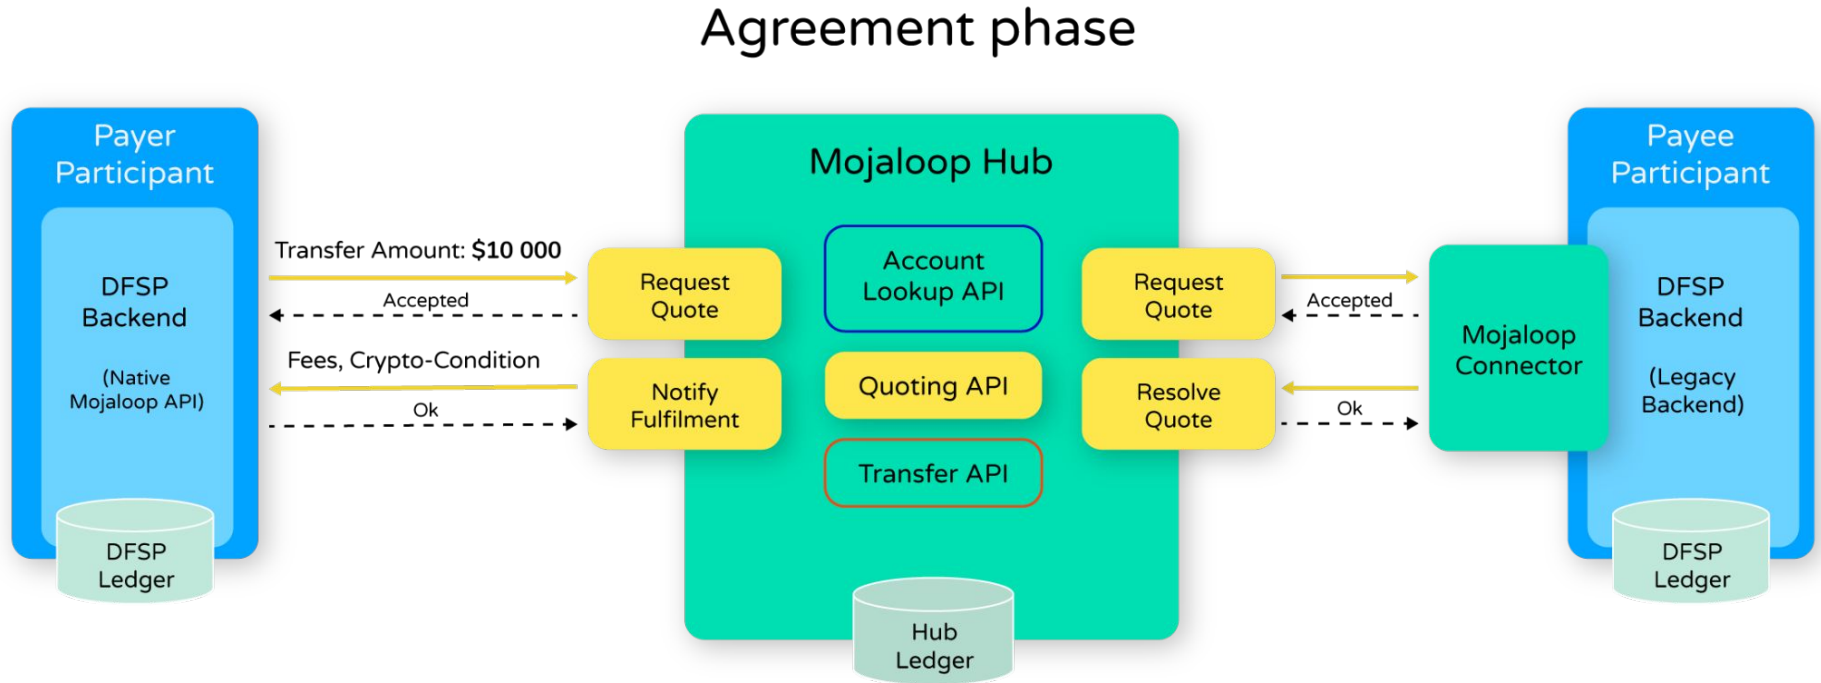 Agreement phase
Payer
Participant
DFSP
Backend
(Native
Mojaloop API)
DFSP
Ledger
Transfer Amount: $10 000
Accepted
Fees, Crypto-Condition
Ok
Request
Quote
Notify
Fulfilment
Mojaloop Hub
Account
Lookup API
Quoting API
Transfer API
Hub
Ledger
Request
Quote
Resolve
Quote
Accepted
Ok
Mojaloop
Connector
Payee
Participant
DFSP
Backend
(Legacy
Backend)
DFSP
Ledger